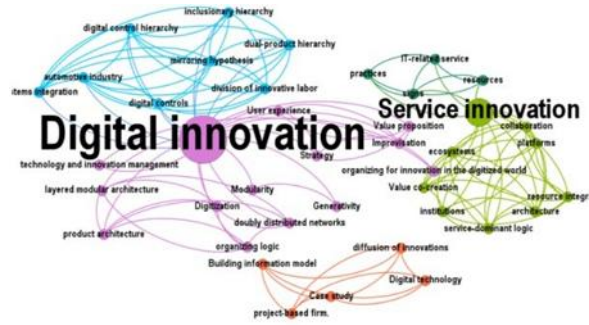 inclusionary hierarchy
digital control hierarchy
dual-product hierarchy
IT-related service
mirroring hypothesis
practices
automotive industry
resources
tems integration
division of innovative labor
digital controls
Service innovation
User experience
Value proposition
collaboration
Digital innovation
Improvisation
platforms
ecosystems
Strategy
technology and innovation management
organizing for innovation in the digitized world
layered modular architecture
Modularity
Value co-creation
resource integr
Digitization
Generativity
institutions
architecture
doubly distributed networks
product architecture
service-dominant logic
organizing logic
diffusion of innovations
Building information model
Digital technology
Case study
project-based firm.